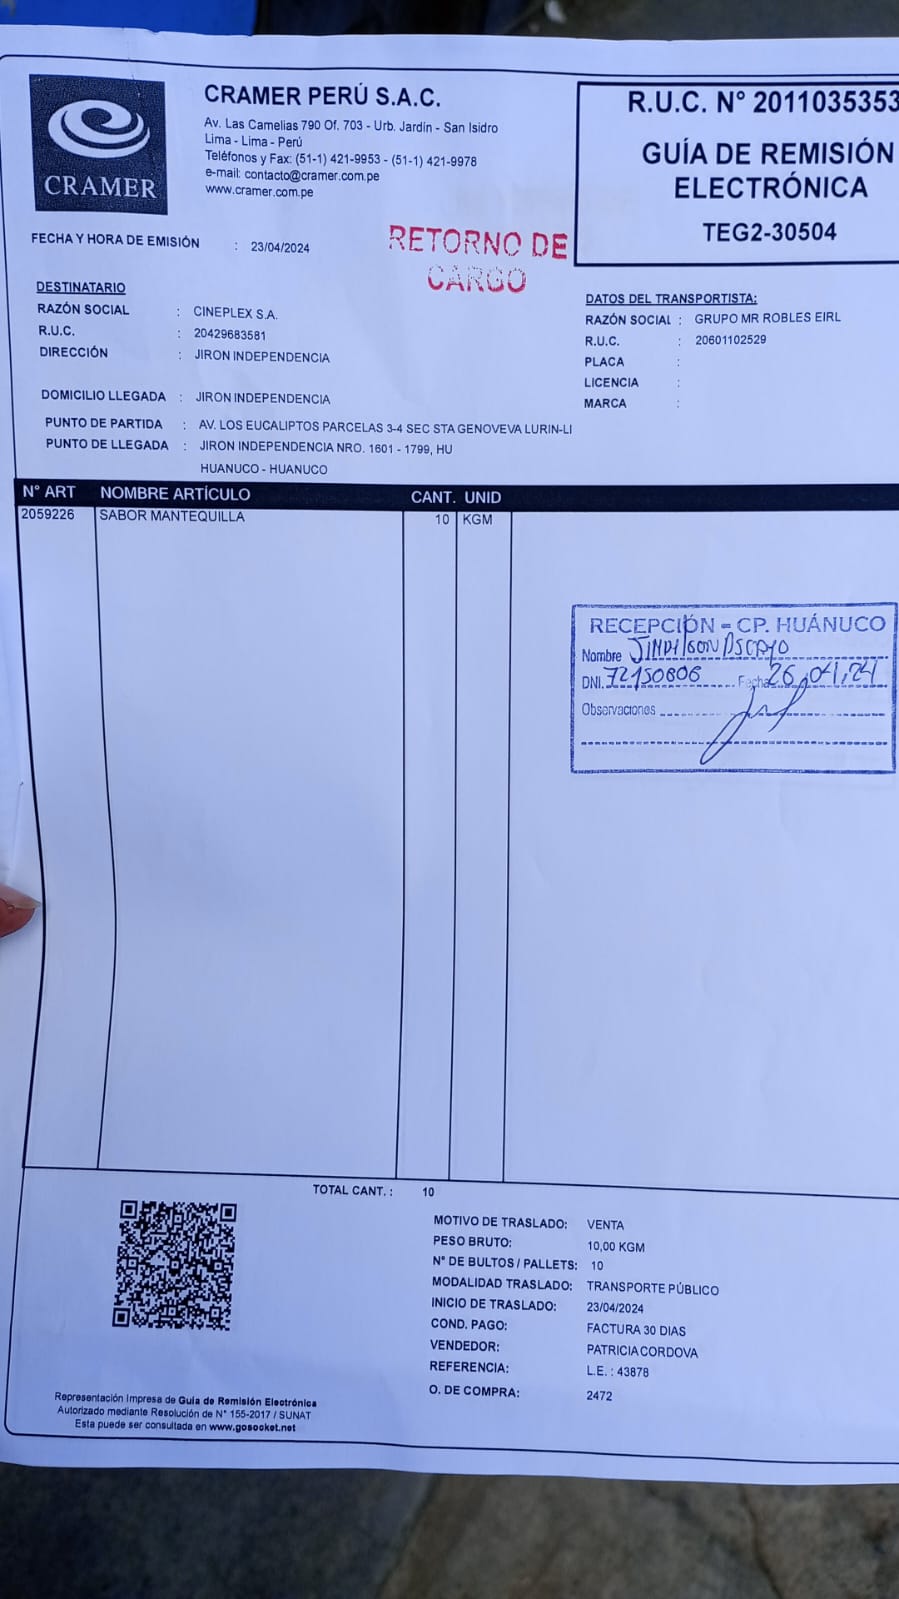 CRAMER
CRAMER PERÚ S.A.C.
Av. Las Camelias 790 Of. 703 - Urb. Jardín - San Isidro
Lima - Lima - Perú
Teléfonos y Fax: (51-1) 421-9953 - (51-1) 421-9978
e-mail: contacto@cramer.com.pe
www.cramer.com.pe
R.U.C. N° 2011035353
GUÍA DE REMISIÓN
ELECTRÓNICA
TEG2-30504
FECHA Y HORA DE EMISIÓN : 23/04/2024
RETORNO DE
CARGO
DESTINATARIO
RAZÓN SOCIAL : CINEPLEX S.A.
R.U.C. : 20429683581
DIRECCIÓN : JIRON INDEPENDENCIA
DATOS DEL TRANSPORTISTA:
RAZÓN SOCIAL : GRUPO MR ROBLES EIRL
R.U.C. : 20601102529
PLACA :
LICENCIA :
MARCA :
DOMICILIO LLEGADA : JIRON INDEPENDENCIA
PUNTO DE PARTIDA : AV. LOS EUCALIPTOS PARCELAS 3-4 SEC STA GENOVEVA LURIN-LI
PUNTO DE LLEGADA : JIRON INDEPENDENCIA NRO. 1601 - 1799, HU
HUANUCO - HUANUCO
N° ART NOMBRE ARTÍCULO CANT. UNID
2059226 SABOR MANTEQUILLA 10 KGM
RECEPCIÓN - CP. HUÁNUCO
Nombre
DNI. 72150606 Fecha 26,04,24
Observaciones
TOTAL CANT. : 10
MOTIVO DE TRASLADO: VENTA
PESO BRUTO: 10,00 KGM
N° DE BULTOS / PALLETS: 10
MODALIDAD TRASLADO: TRANSPORTE PÚBLICO
INICIO DE TRASLADO: 23/04/2024
COND. PAGO: FACTURA 30 DIAS
VENDEDOR: PATRICIA CORDOVA
REFERENCIA: L.E. : 43878
O. DE COMPRA: 2472
Representación Impresa de Guía de Remisión Electrónica
Autorizado mediante Resolución de N° 155-2017 / SUNAT
Esta puede ser consultada en www.gosocket.net